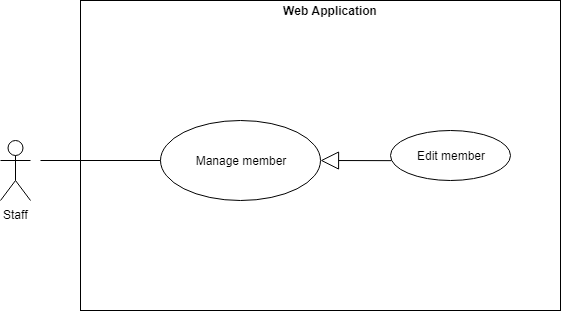 Web Application
Manage member
Edit member
Staff